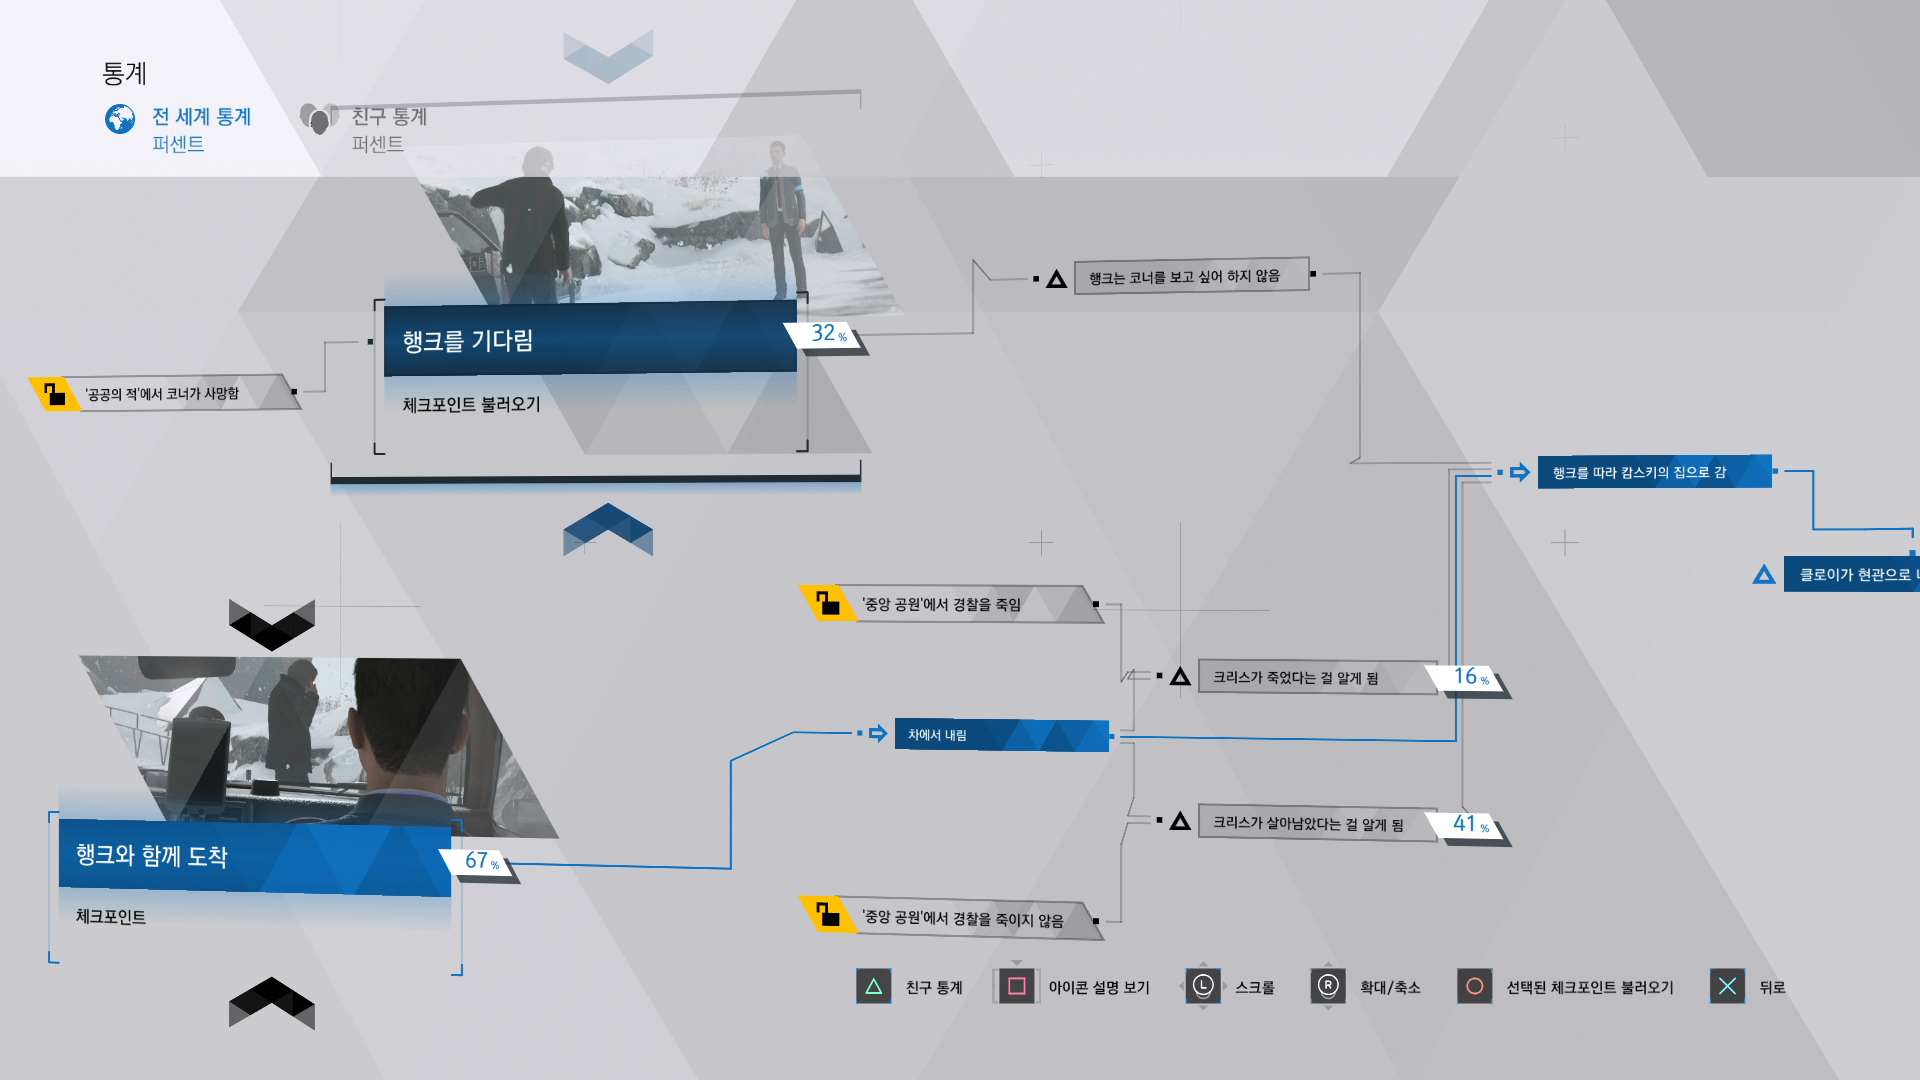 통계
전 세계 통계
퍼센트
친구 통계
퍼센트
행크를 기다림
32 %
체크포인트 불러오기
'공공의 적'에서 코너가 사망함
행크는 코너를 보고 싶어 하지 않음
행크를 따라 캄스키의 집으로 감
클로이가 현관으로
'중앙 공원'에서 경찰을 죽임
크리스가 죽었다는 걸 알게 됨
16 %
차에서 내림
크리스가 살아남았다는 걸 알게 됨
41 %
행크와 함께 도착
67 %
체크포인트
'중앙 공원'에서 경찰을 죽이지 않음
친구 통계
아이콘 설명 보기
L
스크롤
R
확대/축소
선택된 체크포인트 불러오기
뒤로